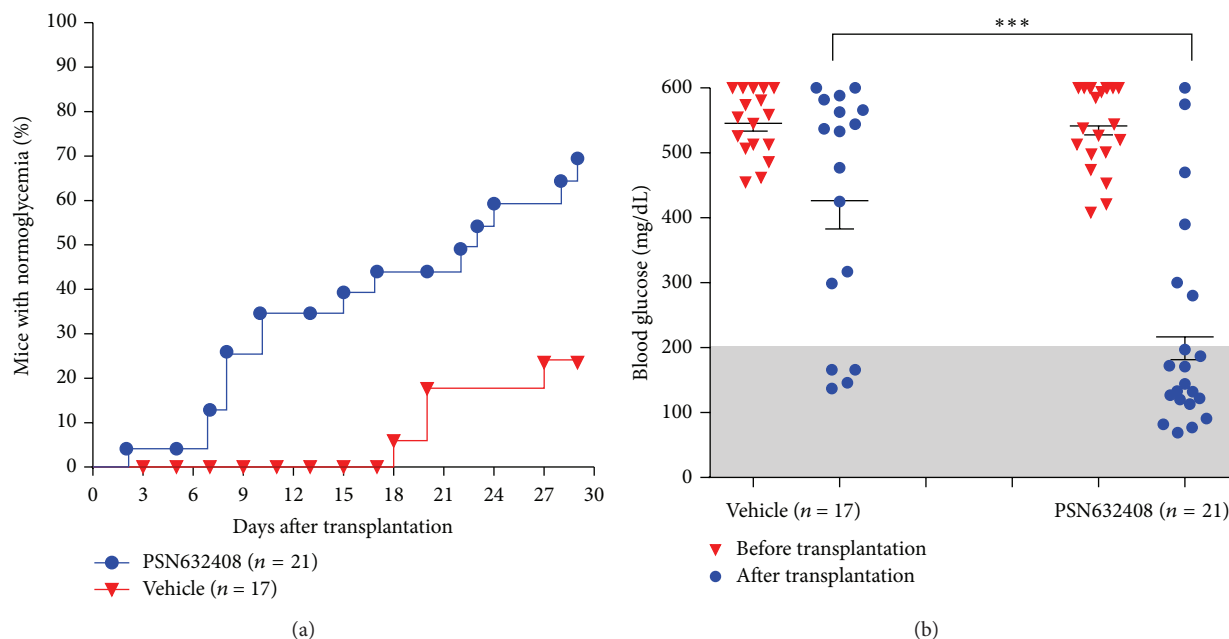 100
90
80
70
60
50
40
30
20
10
0
Mice with normoglycemia (%)
0 3 6 9 12 15 18 21 24 27 30
Days after transplantation
PSN632408 (n = 21)
Vehicle (n = 17)
(a)
***
600
500
400
300
200
100
0
Blood glucose (mg/dL)
Vehicle (n = 17) PSN632408 (n = 21)
Before transplantation
After transplantation
(b)